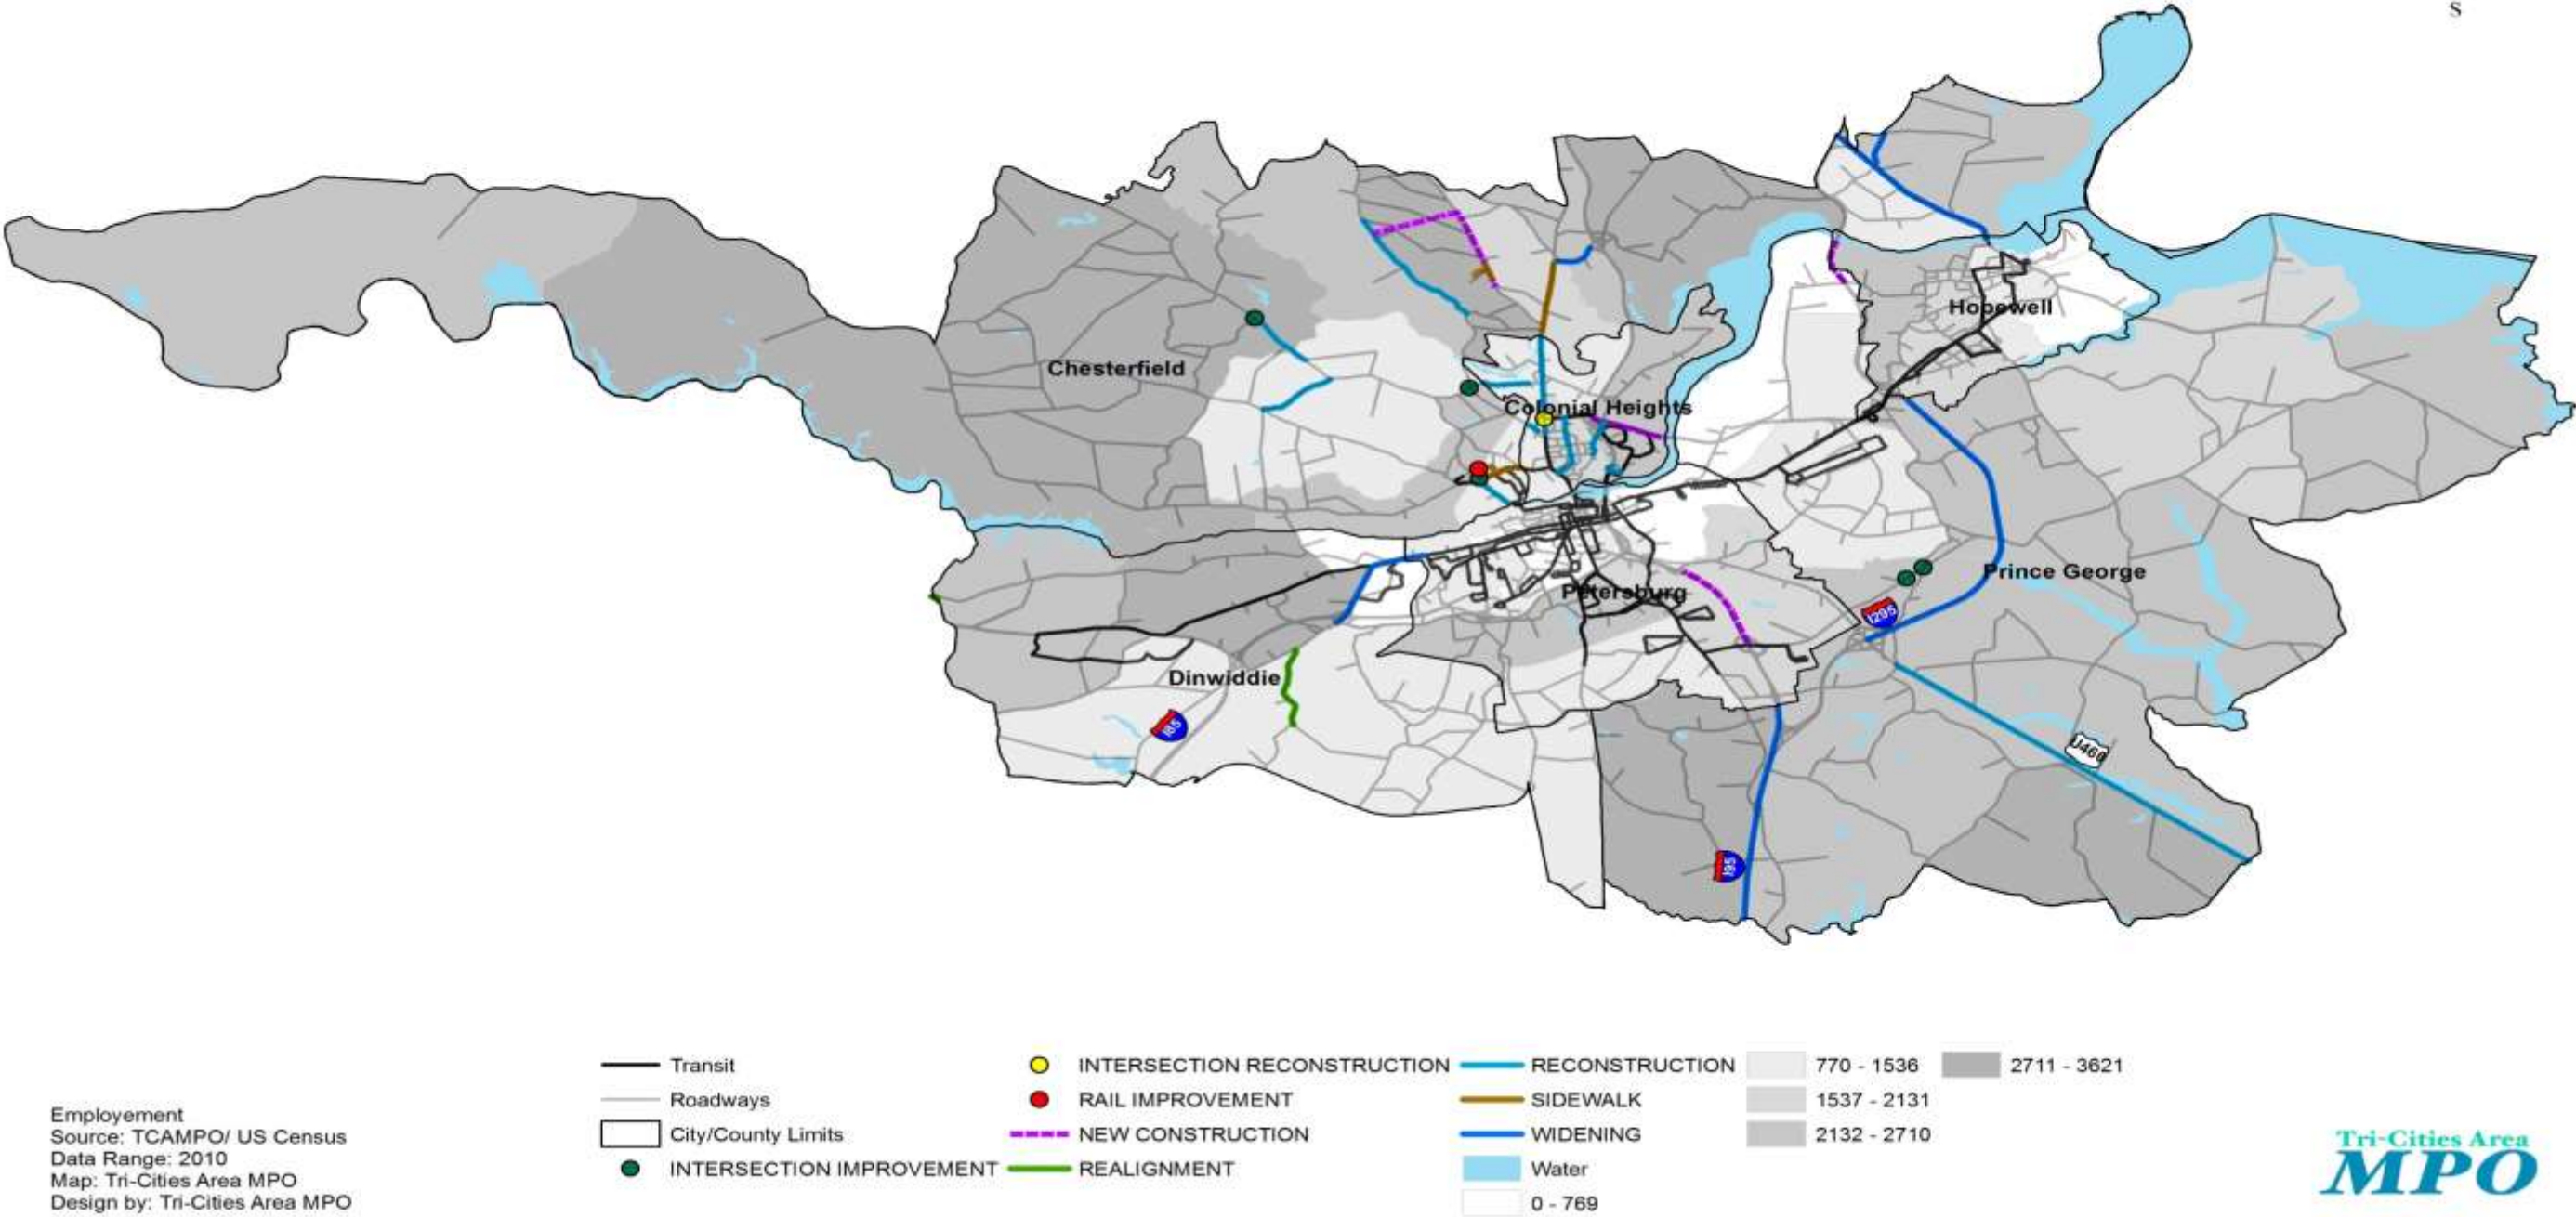 S
Hopewell
Chesterfield
Colonial Heights
Prince George
Petersburg
I295
Dinwiddie
I85
U460
I95
Transit
Roadways
City/County Limits
INTERSECTION IMPROVEMENT
INTERSECTION RECONSTRUCTION
RAIL IMPROVEMENT
NEW CONSTRUCTION
REALIGNMENT
RECONSTRUCTION
SIDEWALK
WIDENING
Water
0 - 769
770 - 1536
1537 - 2131
2132 - 2710
2711 - 3621
Employement
Source: TCAMPO/ US Census
Data Range: 2010
Map: Tri-Cities Area MPO
Design by: Tri-Cities Area MPO
Tri-Cities Area
MPO